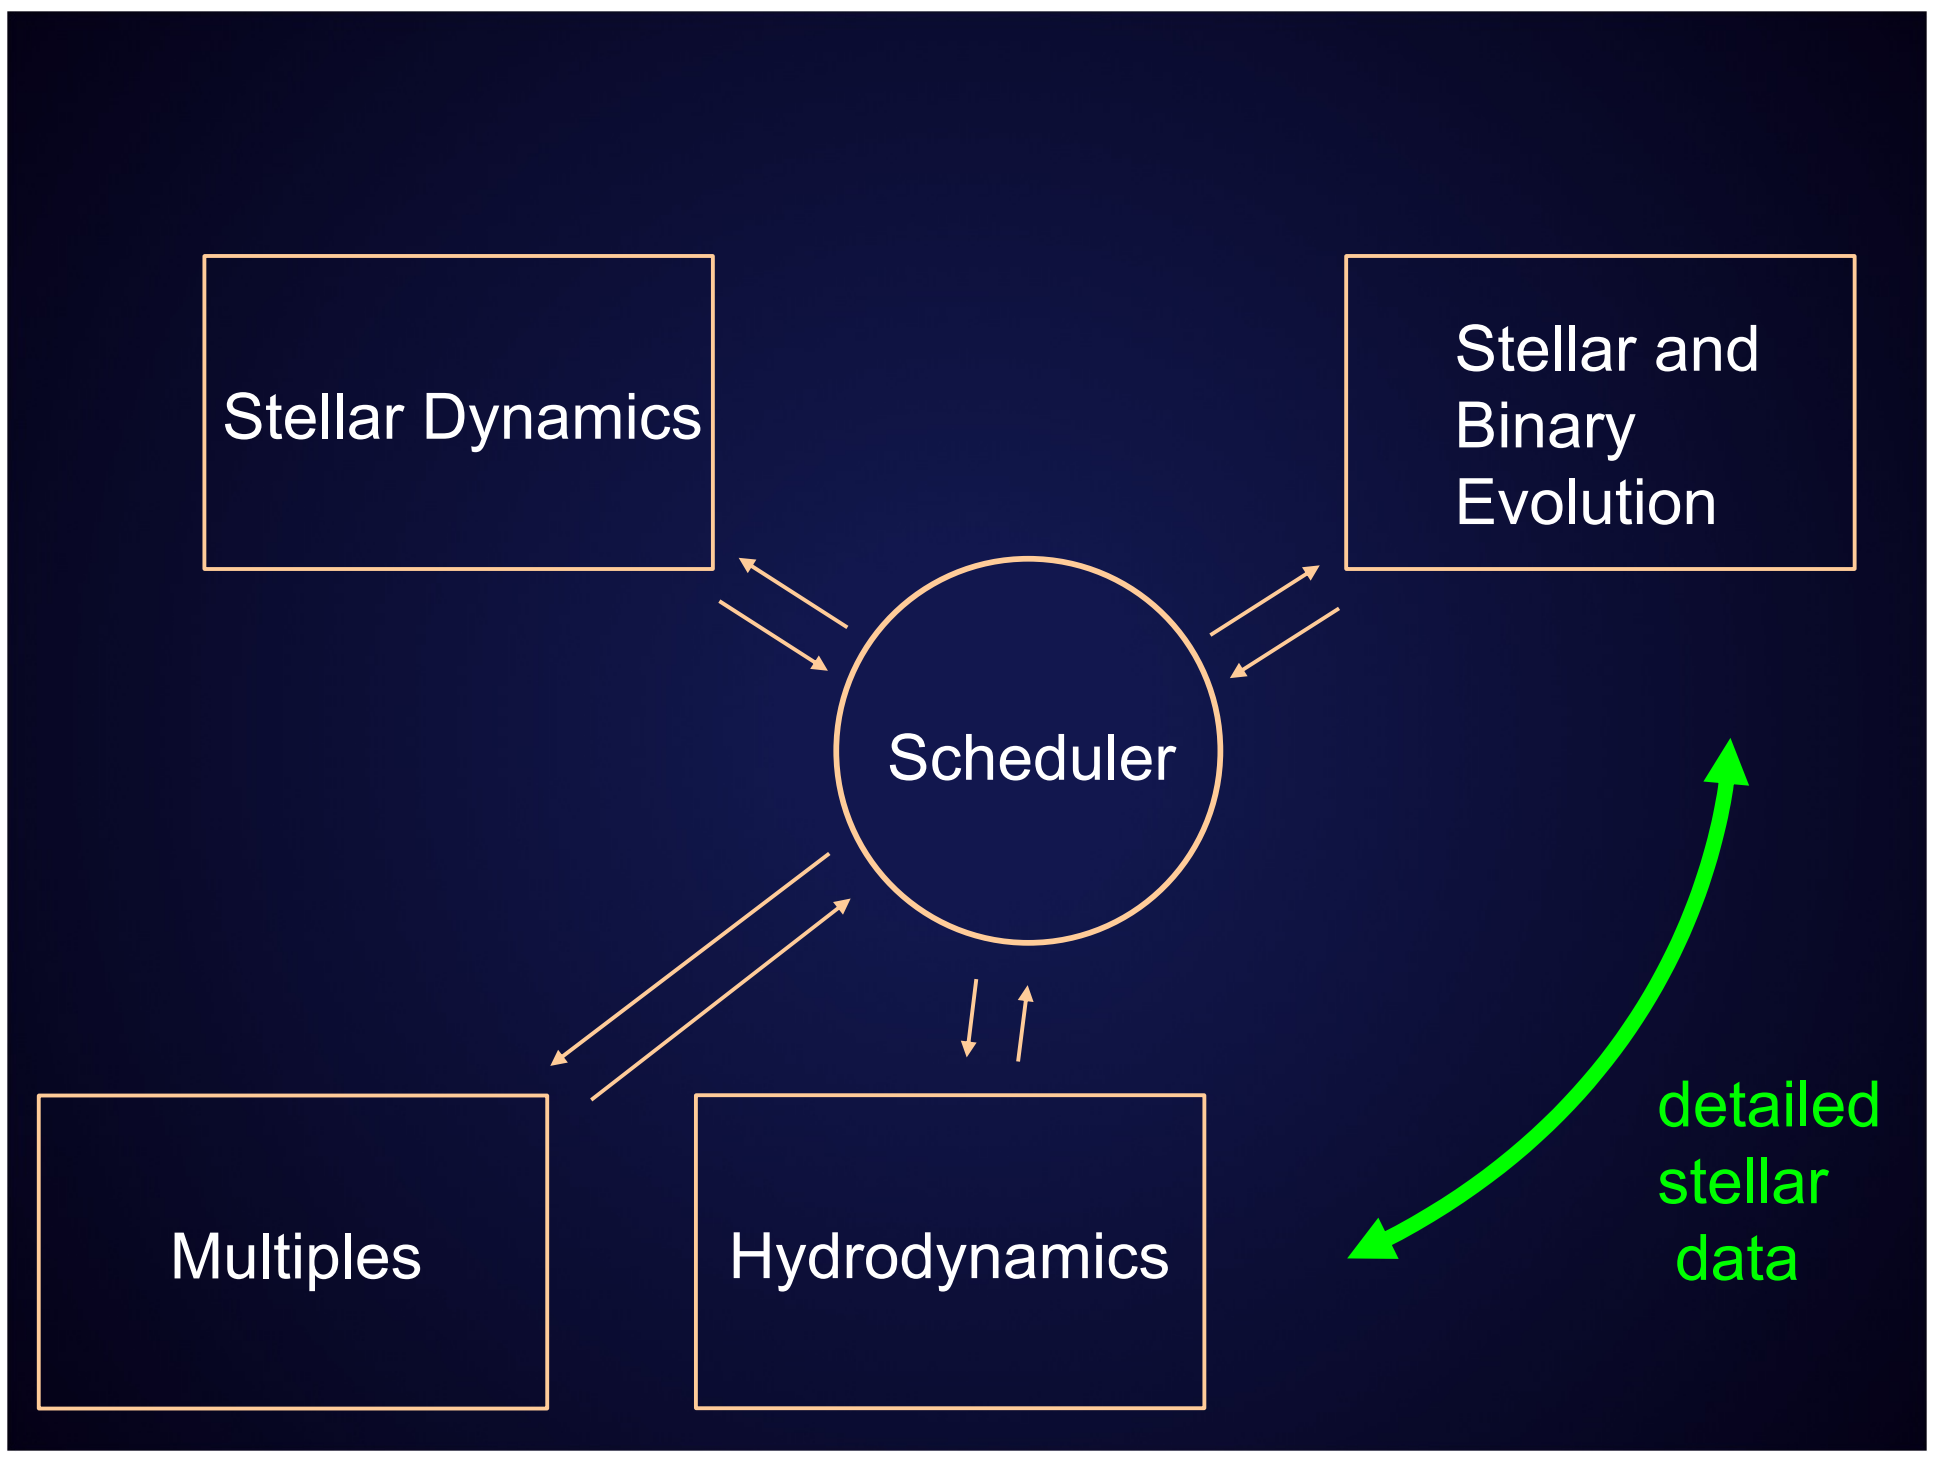 Stellar Dynamics
Stellar and
Binary
Evolution
Scheduler
Multiples
Hydrodynamics
detailed
stellar
data